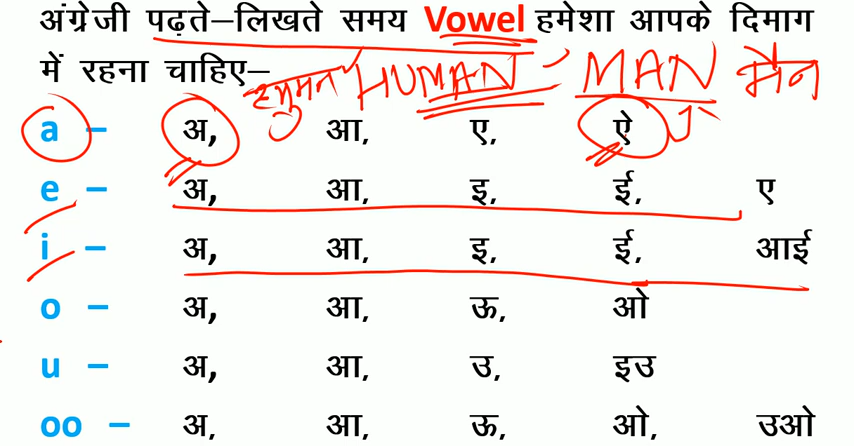 अंग्रेजी पढ़ते–लिखते समय Vowel हमेशा आपके दिमाग
में रहना चाहिए–
ह्युमन HUMAN - MAN मैन
a – अ, आ, ए, ऐ
e – अ, आ, इ, ई, ए
i – अ, आ, इ, ई, आई
o – अ, आ, ऊ, ओ
u – अ, आ, उ, इउ
oo – अ, आ, ऊ, ओ, उओ